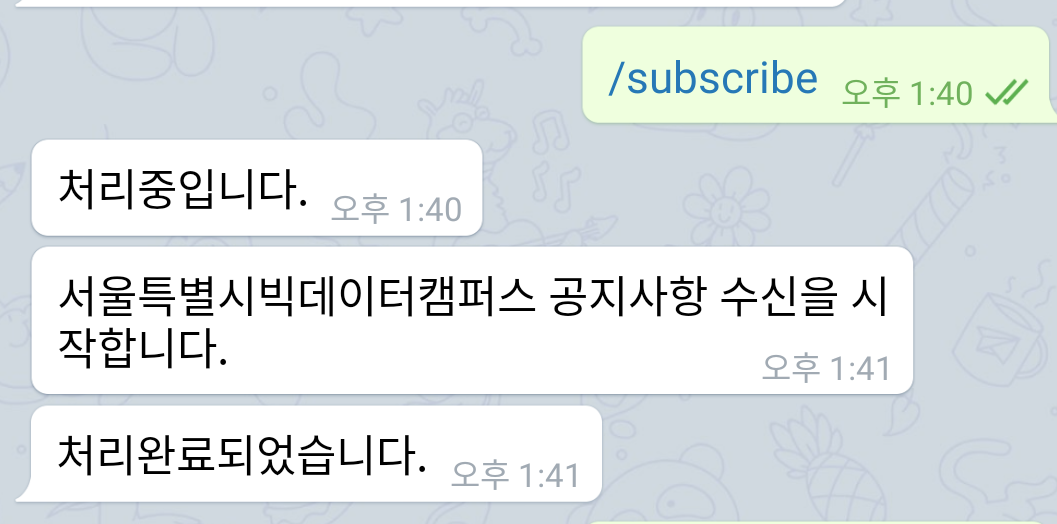 /subscribe 오후 1:40
처리중입니다. 오후 1:40
서울특별시빅데이터캠퍼스 공지사항 수신을 시
작합니다. 오후 1:41
처리완료되었습니다. 오후 1:41